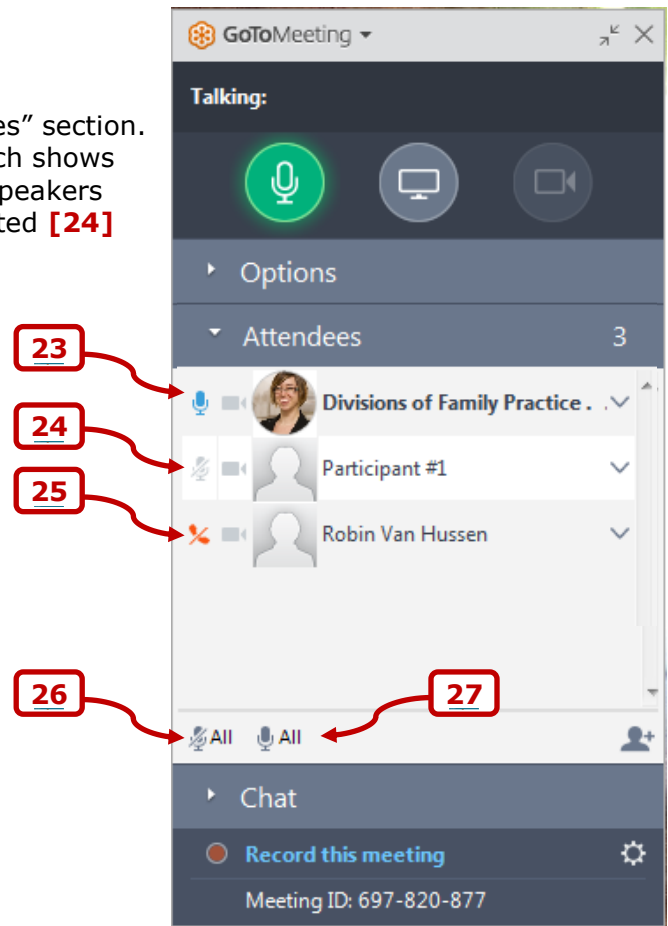 GoToMeeting
Talking:
es” section.
ch shows
peakers
ted [24]
Options
Attendees 3
23
Divisions of Family Practice . .
24
Participant #1
25
Robin Van Hussen
26
27
All All
Chat
Record this meeting
Meeting ID: 697-820-877